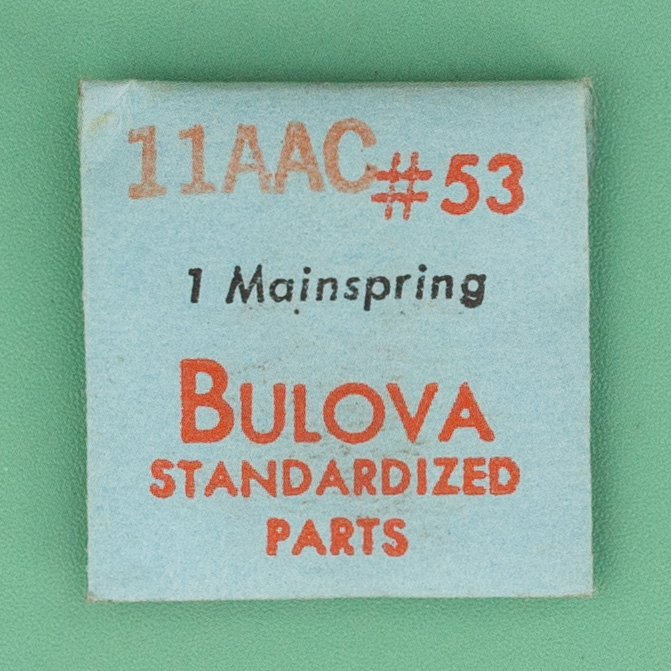 11AAC #53
1 Mainspring
BULOVA
STANDARDIZED
PARTS